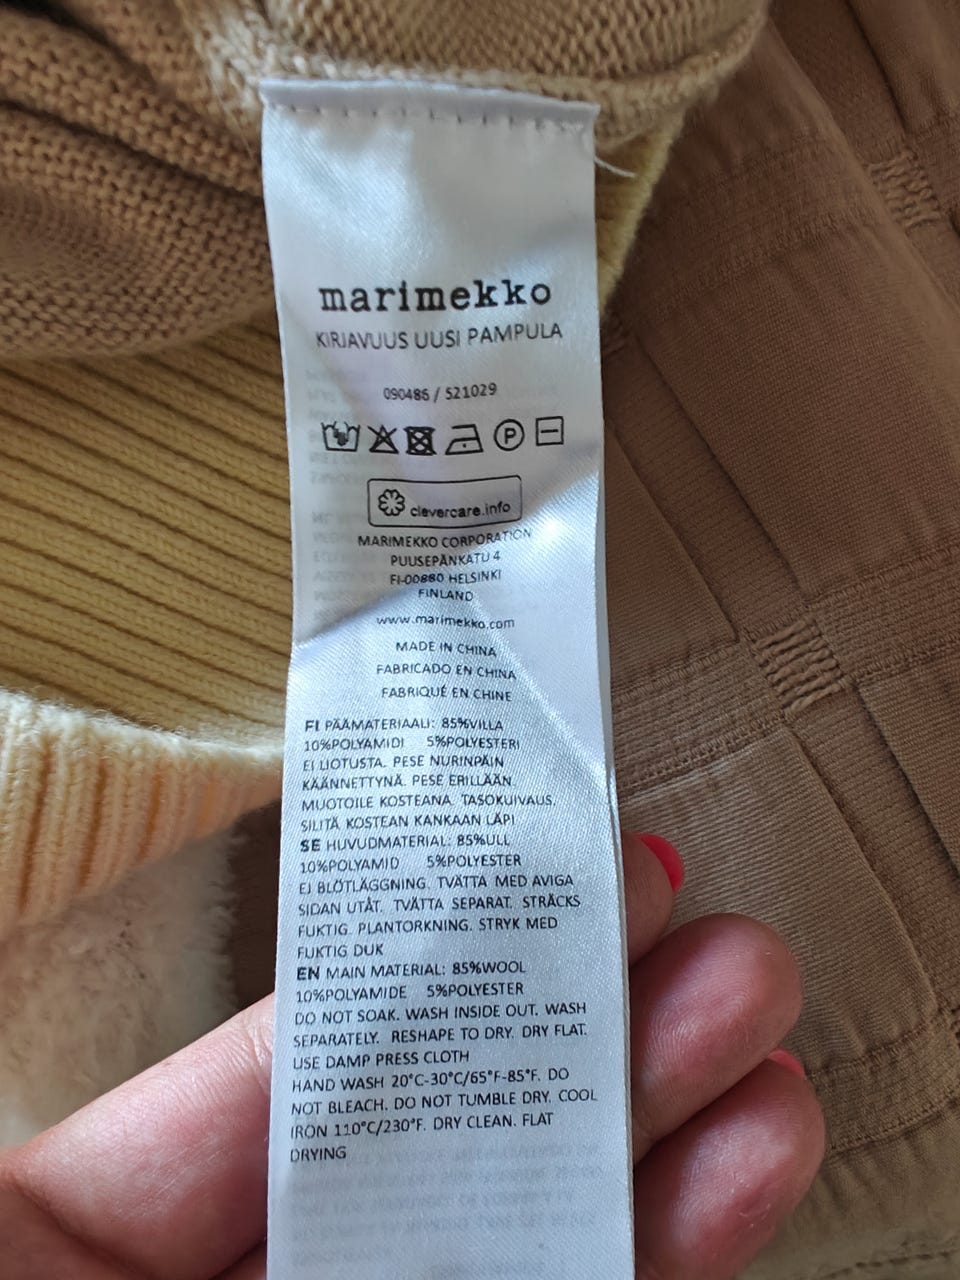 marimekko
KIRJAVUUS UUSI PAMPULA
090486 / 521029
P
clevercare.info
MARIMEKKO CORPORATION
PUUSEPÄNKATU 4
FI-00880 HELSINKI
FINLAND
www.marimekko.com
MADE IN CHINA
FABRICADO EN CHINA
FABRIQUÉ EN CHINE
FI PÄÄMATERIAALI: 85%VILLA
10%POLYAMIDI 5%POLYESTERI
EI LIOTUSTA. PESE NURINPÄIN
KÄÄNNETTYNÄ. PESE ERILLÄÄN.
MUOTOILE KOSTEANA. TASOKUIVAUS.
SILITÄ KOSTEAN KANKAAN LÄPI
SE HUVUDMATERIAL: 85%ULL
10%POLYAMID 5%POLYESTER
EJ BLÖTLÄGGNING. TVÄTTA MED AVIGA
SIDAN UTÅT. TVÄTTA SEPARAT. STRÄCKS
FUKTIG. PLANTORKNING. STRYK MED
FUKTIG DUK
EN MAIN MATERIAL: 85%WOOL
10%POLYAMIDE 5%POLYESTER
DO NOT SOAK. WASH INSIDE OUT. WASH
SEPARATELY. RESHAPE TO DRY. DRY FLAT.
USE DAMP PRESS CLOTH
HAND WASH 20°C-30°C/65°F-85°F. DO
NOT BLEACH. DO NOT TUMBLE DRY. COOL
IRON 110°C/230°F. DRY CLEAN. FLAT
DRYING